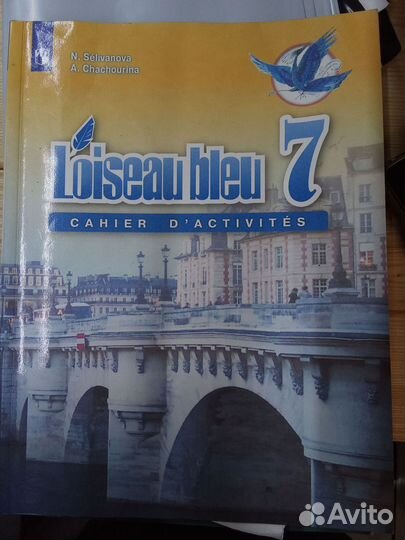 N. Selivanova
A. Chachourina
L'oiseau bleu 7
CAHIER D'ACTIVITÉS
Avito